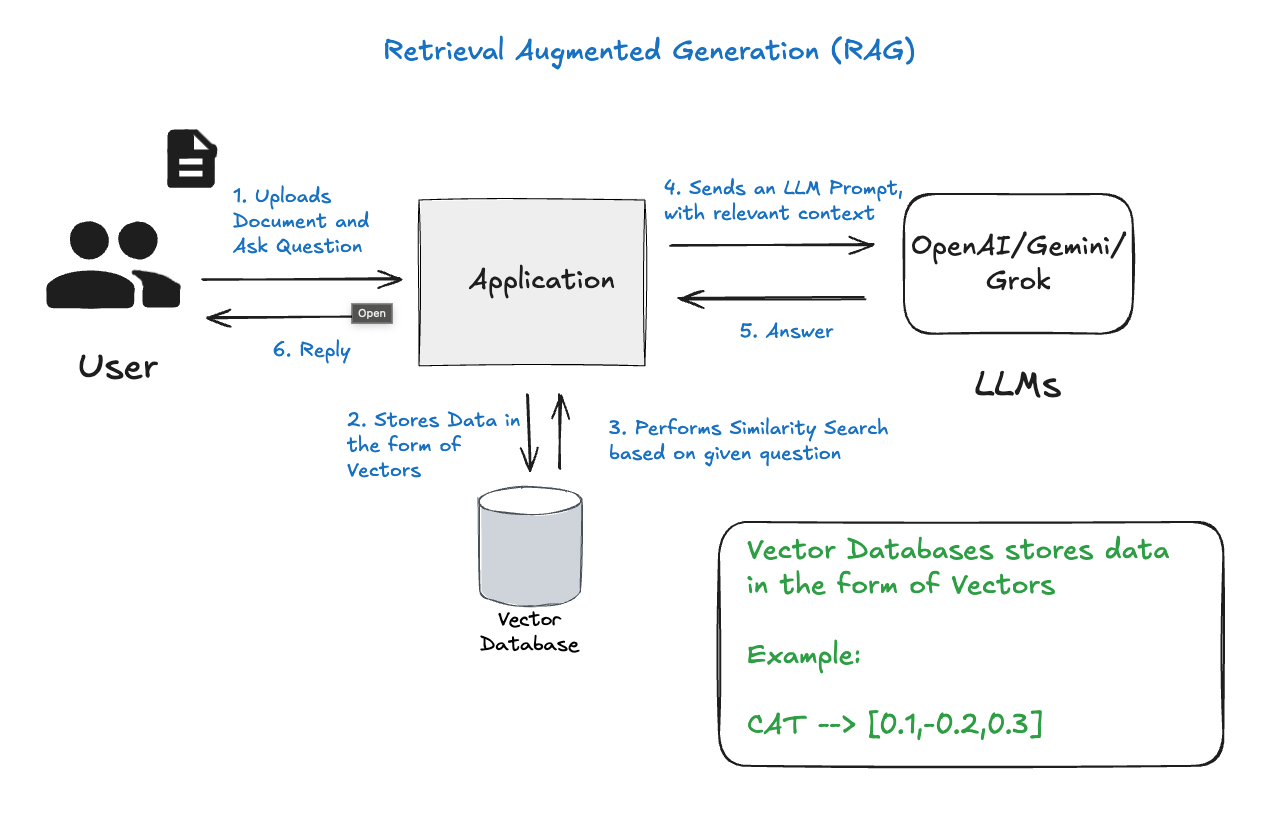 Retrieval Augmented Generation (RAG)
1. Uploads
Document and
Ask Question
4. Sends an LLM Prompt,
with relevant context
Application
OpenAI/Gemini/
Grok
Open
5. Answer
6. Reply
User
LLMs
2. Stores Data in
the form of
Vectors
3. Performs Similarity Search
based on given question
Vector
Database
Vector Databases stores data
in the form of Vectors
Example:
CAT --> [0.1,-0.2,0.3]